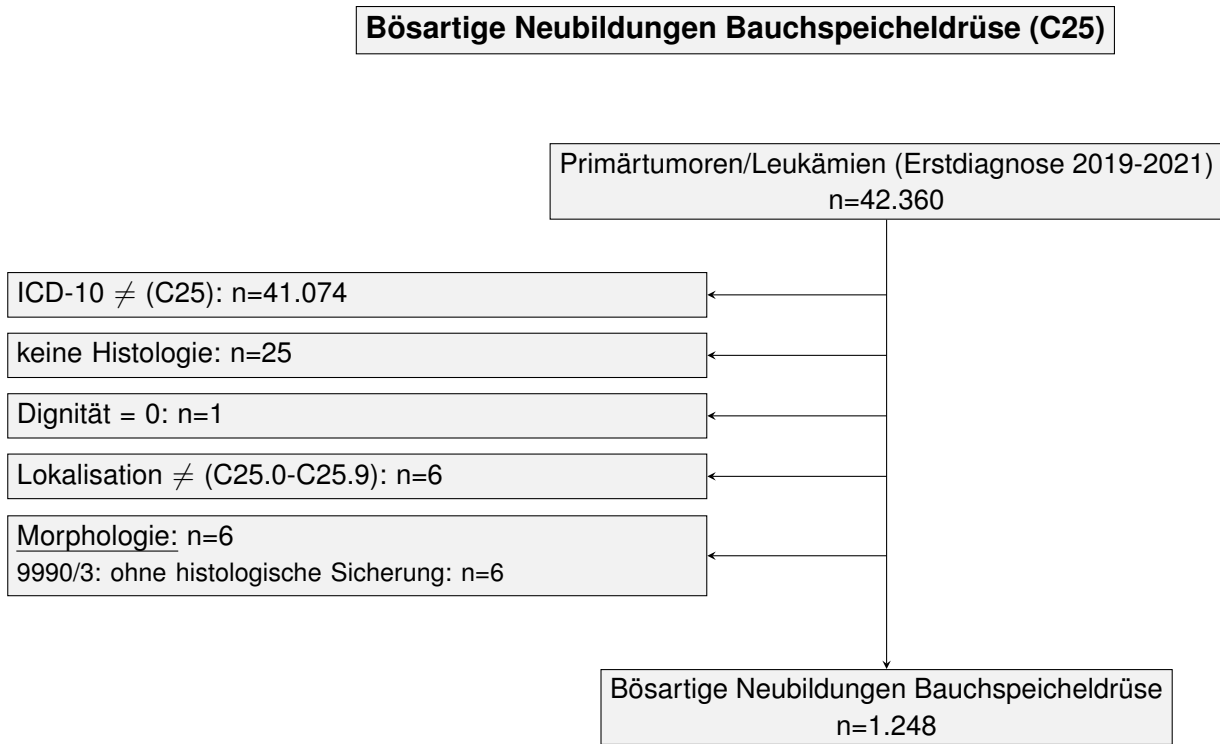 Bösartige Neubildungen Bauchspeicheldrüse (C25)
Primärtumoren/Leukämien (Erstdiagnose 2019-2021)
n=42.360
ICD-10 ≠ (C25): n=41.074
keine Histologie: n=25
Dignität = 0: n=1
Lokalisation ≠ (C25.0-C25.9): n=6
Morphologie: n=6
9990/3: ohne histologische Sicherung: n=6
Bösartige Neubildungen Bauchspeicheldrüse
n=1.248